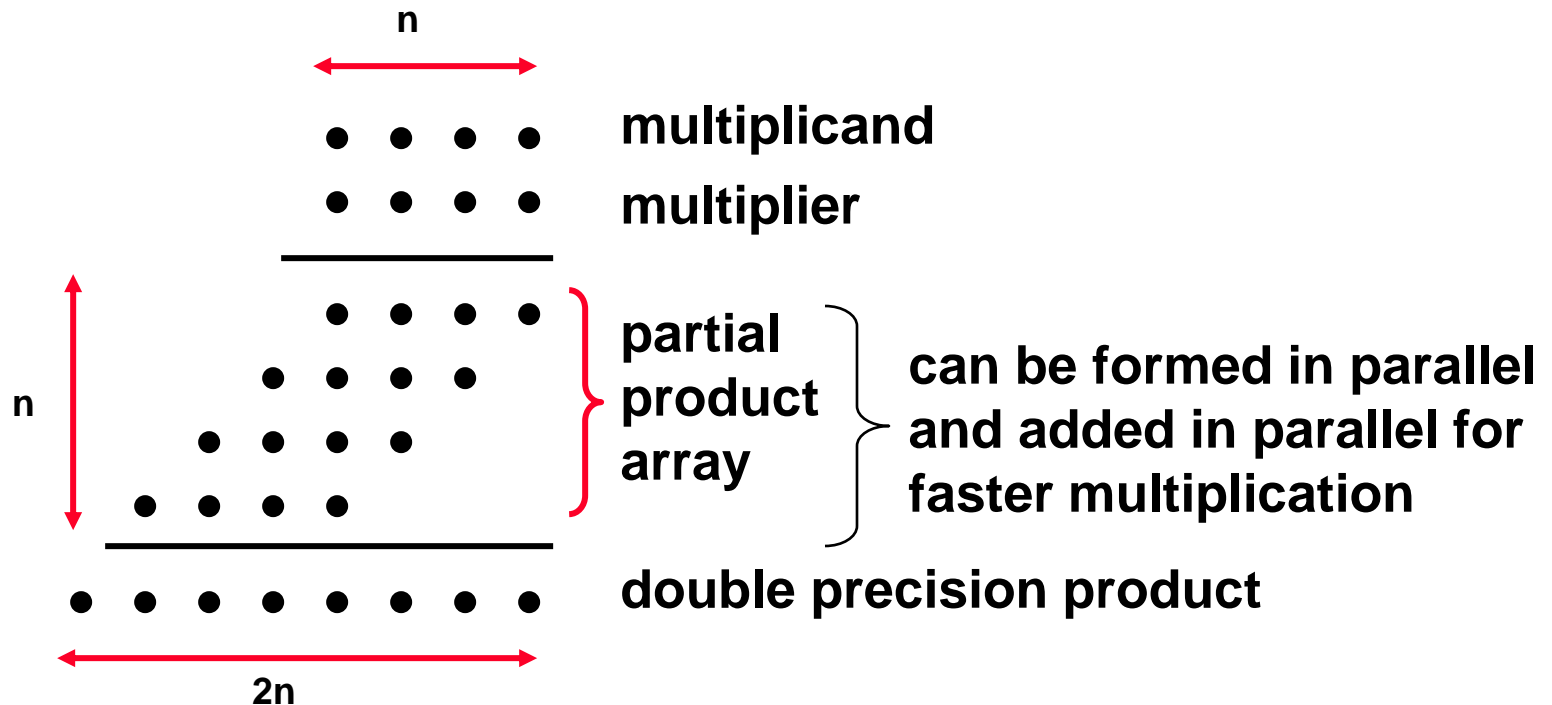 n
multiplicand
multiplier
n
partial
product
array
can be formed in parallel
and added in parallel for
faster multiplication
double precision product
2n